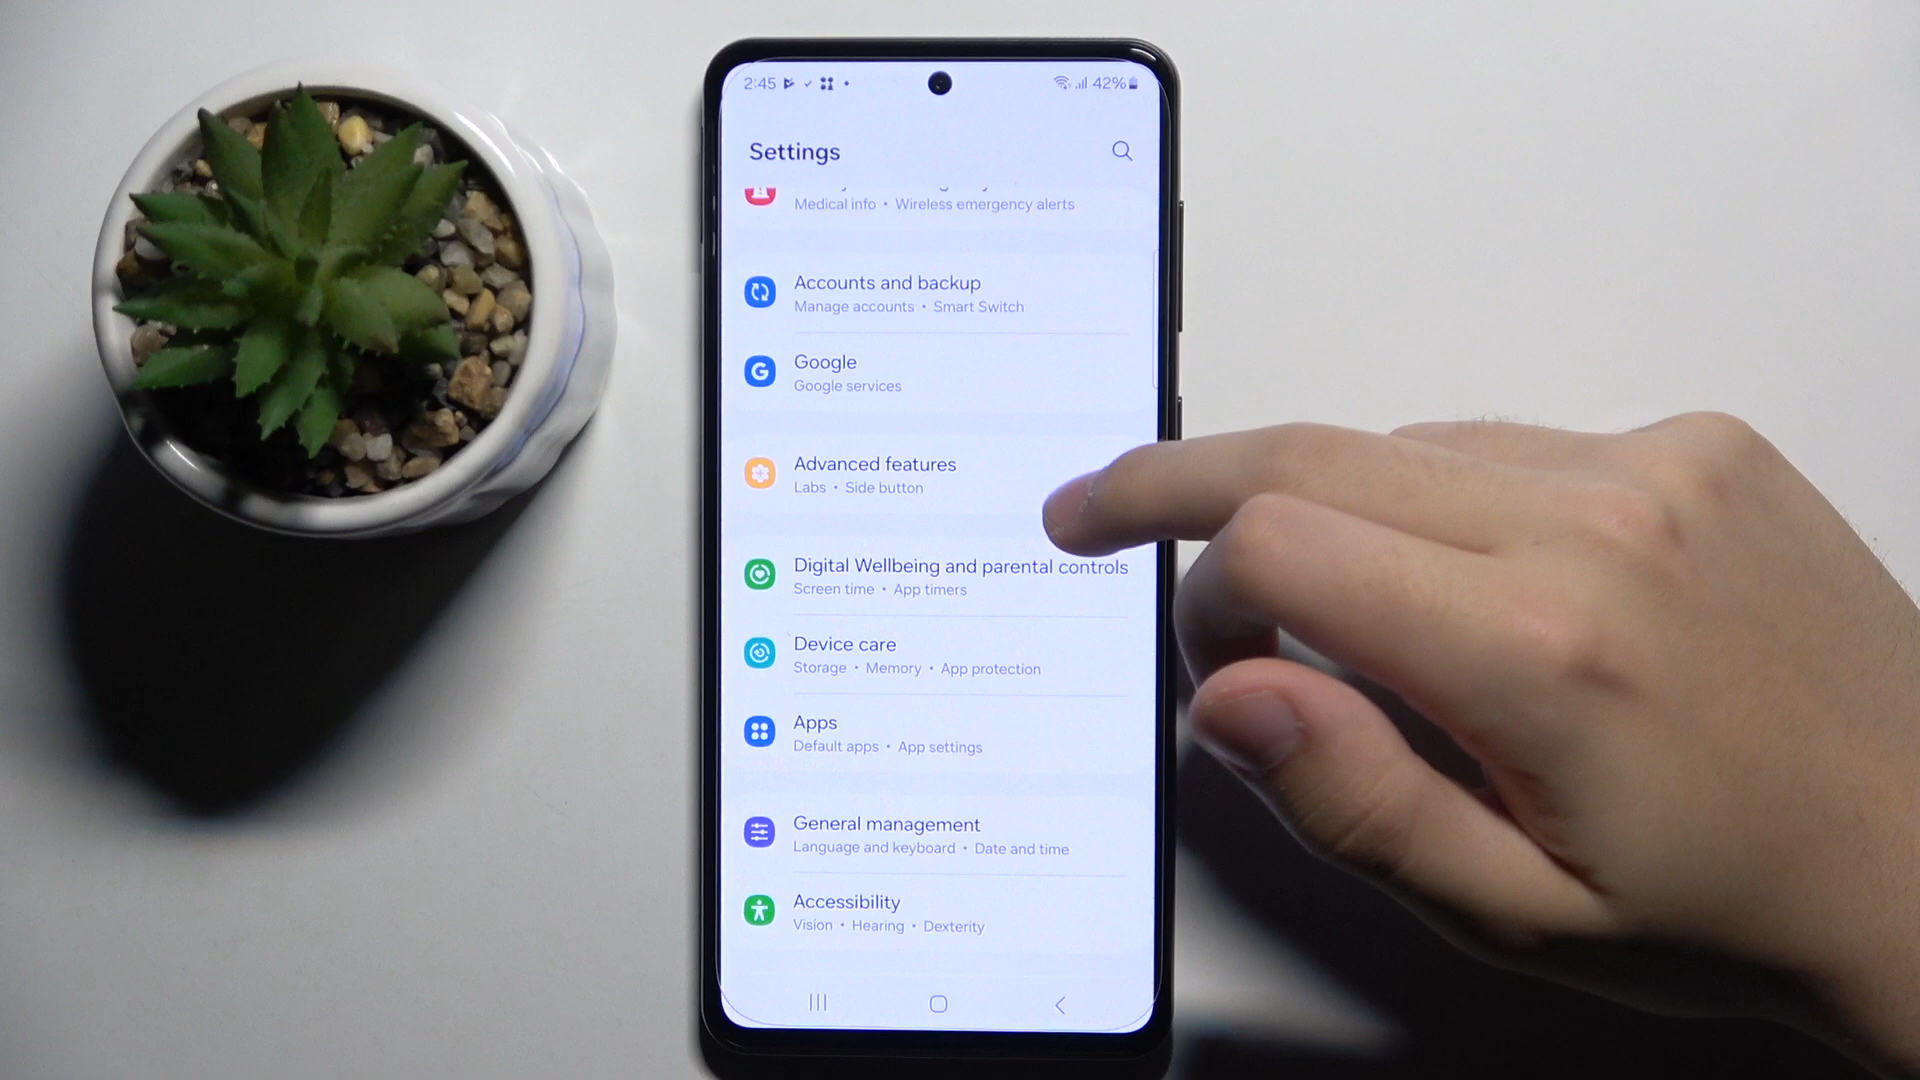 2:45
42%
Settings
Medical info • Wireless emergency alerts
Accounts and backup
Manage accounts • Smart Switch
Google
Google services
Advanced features
Labs • Side button
Digital Wellbeing and parental controls
Screen time • App timers
Device care
Storage • Memory • App protection
Apps
Default apps • App settings
General management
Language and keyboard • Date and time
Accessibility
Vision • Hearing • Dexterity